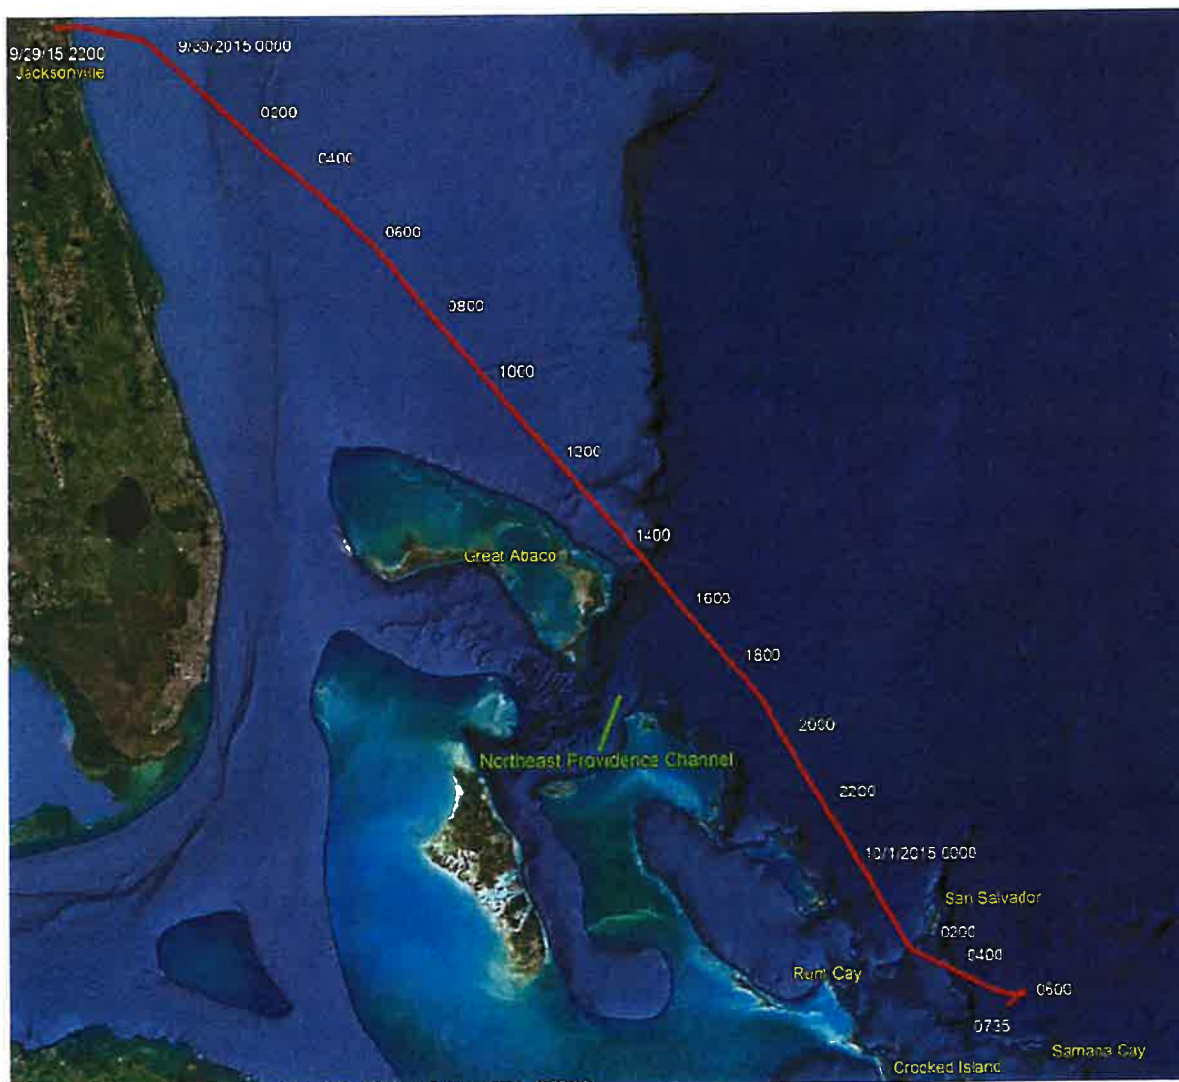 9/30/2015 0000
9/29/15 2200
Jacksonville
0200
0400
0600
0800
1000
1200
1400
Great Abaco
1600
1800
2000
Northeast Providence Channel
2200
10/1/2015 0000
San Salvador
0200
0400
Rum Cay
0600
0735
Samana Cay
Crooked Island